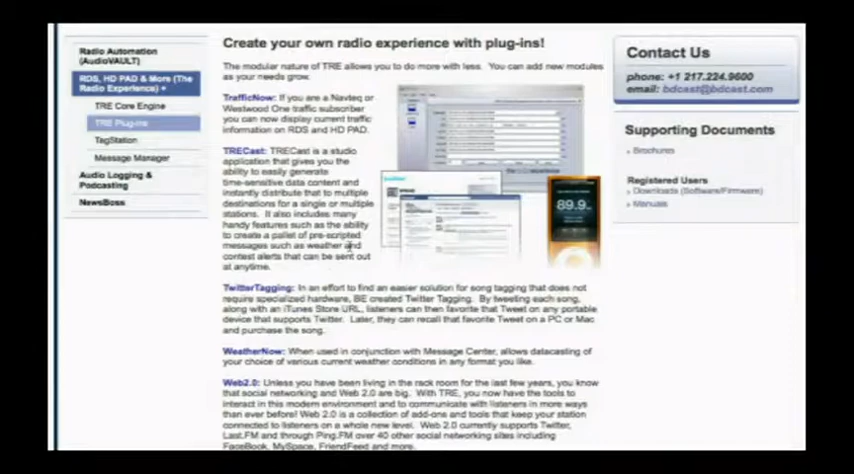 Radio Automation
(AudioVAULT)
RDS, HD PAD & More (The
Radio Experience) •
TRE Core Engine
TRE Plug-ins
TagStation
Message Manager
Audio Logging &
Podcasting
NewsBoss
Create your own radio experience with plug-ins!
The modular nature of TRE allows you to do more with less. You can add new modules
as your needs grow:
TrafficNow: If you are a Navteq or
Westwood One traffic subscriber
you can now display current traffic
information on RDS and HD PAD.
TRECast: TRECast is a studio
application that gives you the
ability to easily generate
time-sensitive data content and
instantly distribute that to multiple
destinations for a single or multiple
stations. It also includes many
handy features such as the ability
to create a pallet of pre-scripted
messages such as weather and
contest alerts that can be sent out
at anytime.
89.9
TwitterTagging: In an effort to find an easier solution for song tagging that does not
require specialized hardware, BE created Twitter Tagging. By tweeting each song,
along with an iTunes Store URL, listeners can then favorite that Tweet on any portable
device that supports Twitter. Later, they can recall that favorite Tweet on a PC or Mac
and purchase the song.
WeatherNow: When used in conjunction with Message Center, allows datacasting of
your choice of various current weather conditions in any format you like.
Web2.0: Unless you have been living in the rack room for the last few years, you know
that social networking and Web 2.0 are big. With TRE, you now have the tools to
interact in this modern environment and to communicate with listeners in more ways
than ever before! Web 2.0 is a collection of add-ons and tools that keep your station
connected to listeners on a whole new level. Web 2.0 currently supports Twitter,
Last.FM and through Ping.FM over 40 other social networking sites including
FaceBook, MySpace, FriendFeed and more.
Contact Us
phone: +1 217.224.9600
email: bdcast@bdcast.com
Supporting Documents
Brochures
Registered Users
Downloads (Software/Firmware)
Manuals